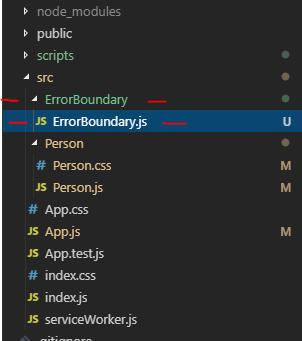 node_modules
public
scripts
src
ErrorBoundary
JS ErrorBoundary.js U
Person
# Person.css M
JS Person.js M
# App.css
JS App.js M
JS App.test.js
# index.css
JS index.js
JS serviceWorker.js
.gitignore